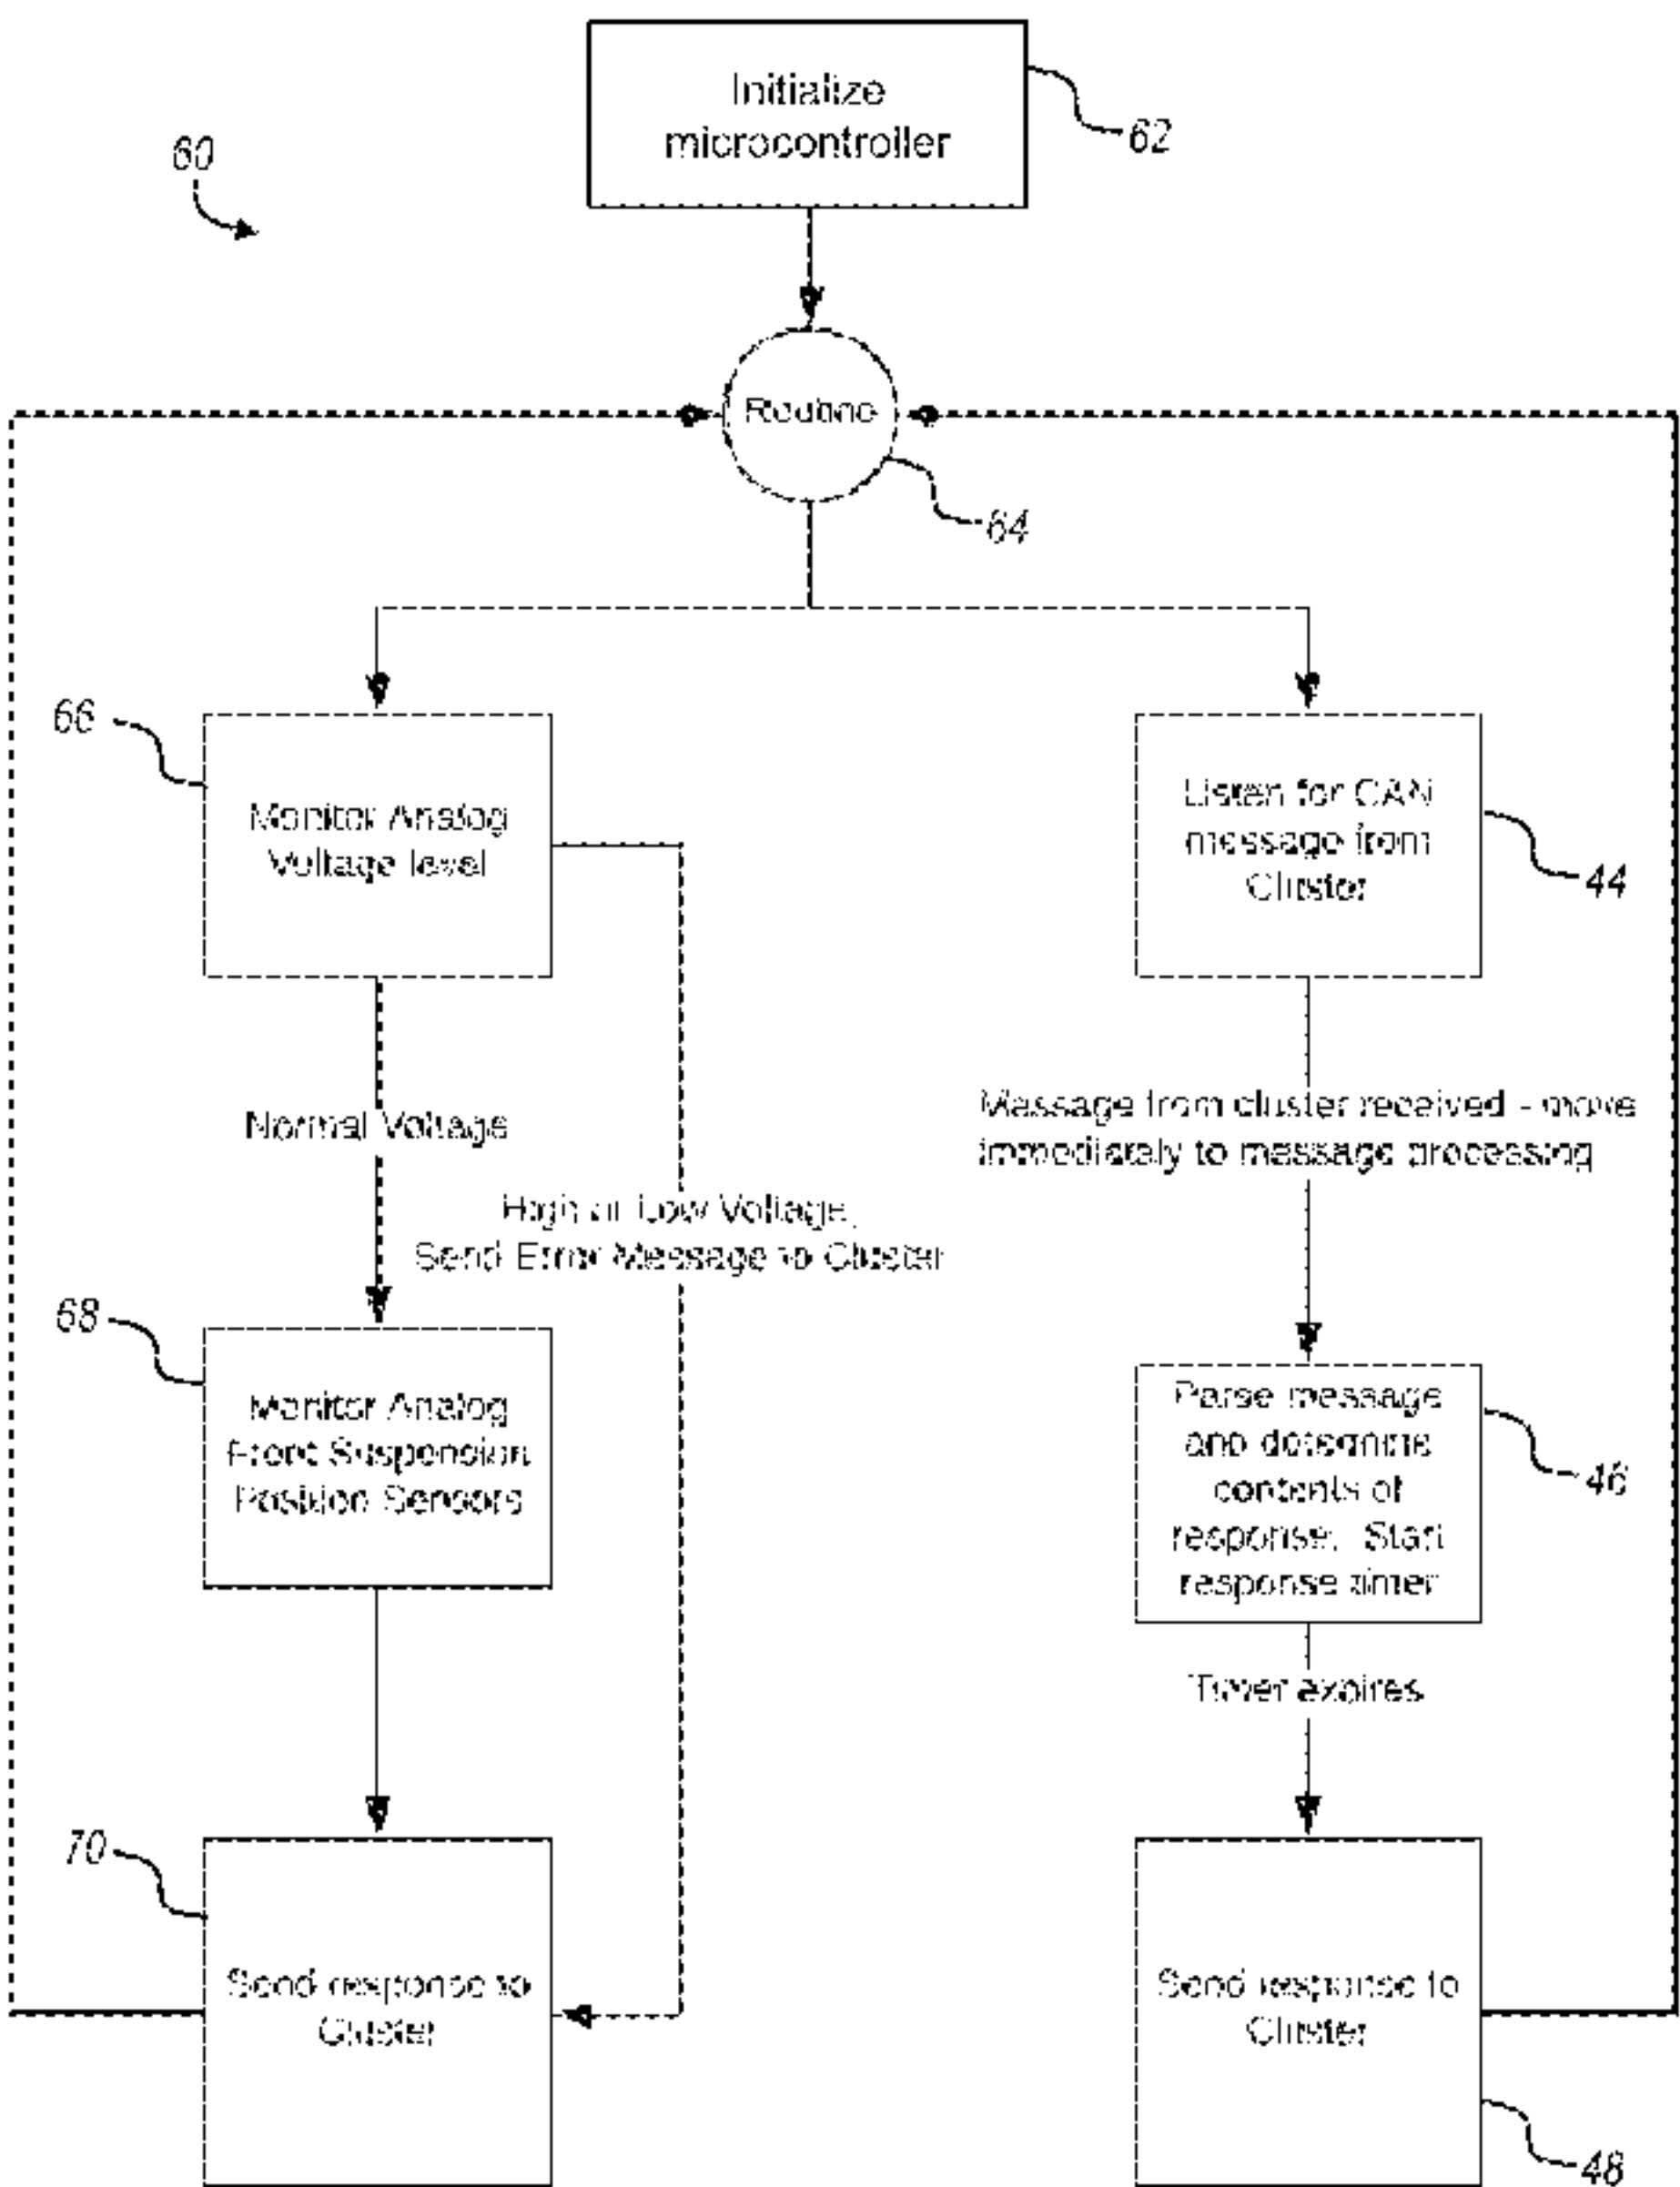 Initialize
microcontroller
62
60
Routine
64
66
Monitor Analog
Voltage level
Listen for CAN
message from
Cluster
44
Normal Voltage
Message from cluster received - move
immediately to message processing
High or Low Voltage,
Send Error Message to Cluster
68
Monitor Analog
Front Suspension
Position Sensors
Parse message
and determine
contents of
response. Start
response timer
46
Timer expires
70
Send response to
Cluster
Send response to
Cluster
48